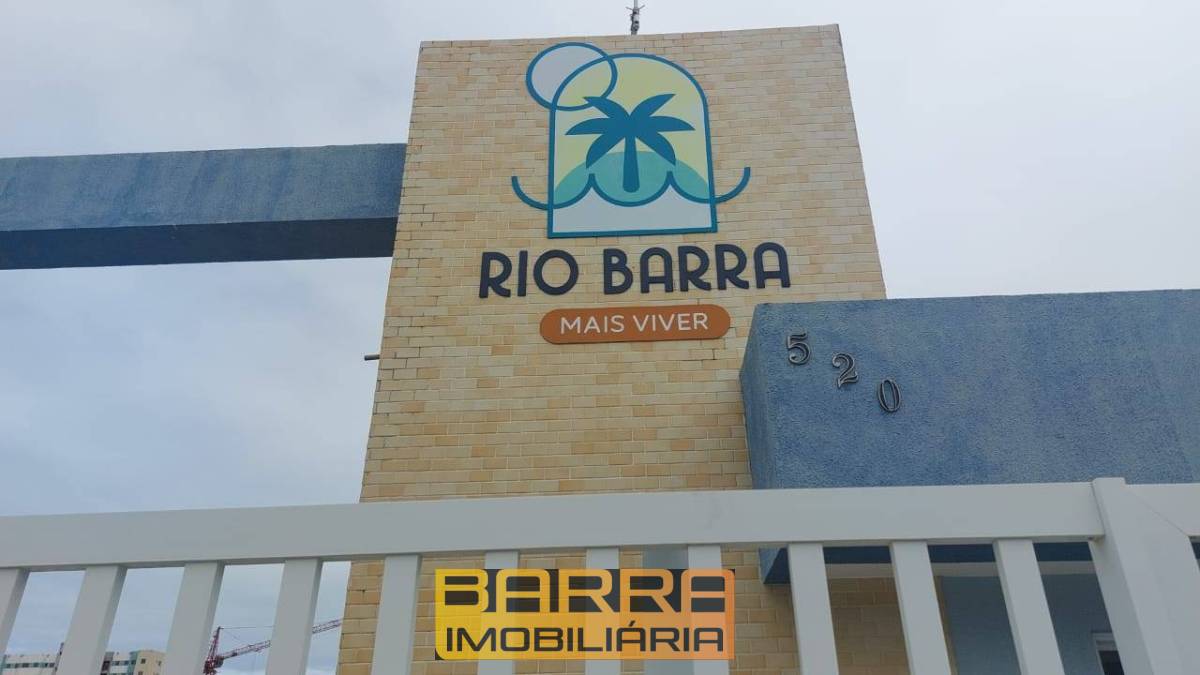 RIO BARRA
MAIS VIVER
520
BARRA
IMOBILIÁRIA